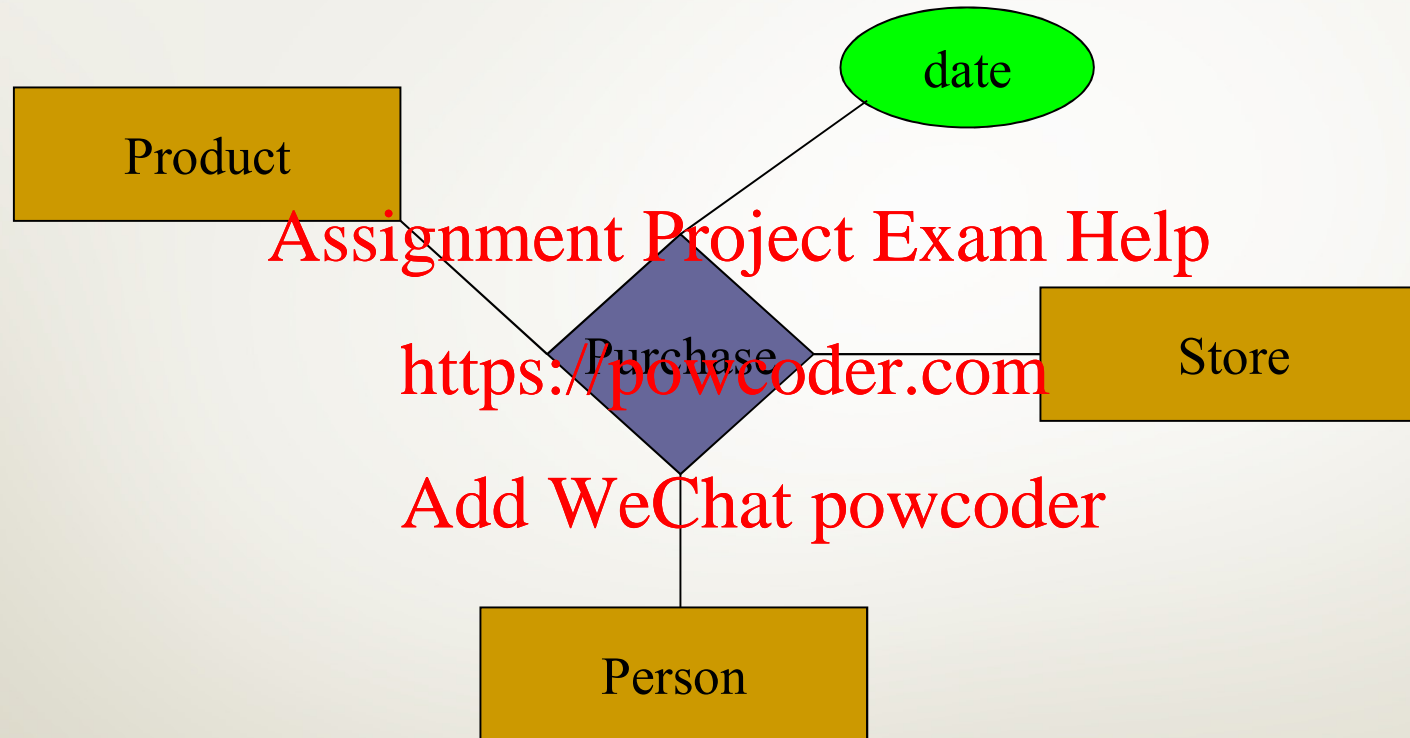 date
Product
Assignment Project Exam Help
Purchase
https://powcoder.com
Store
Add WeChat powcoder
Person